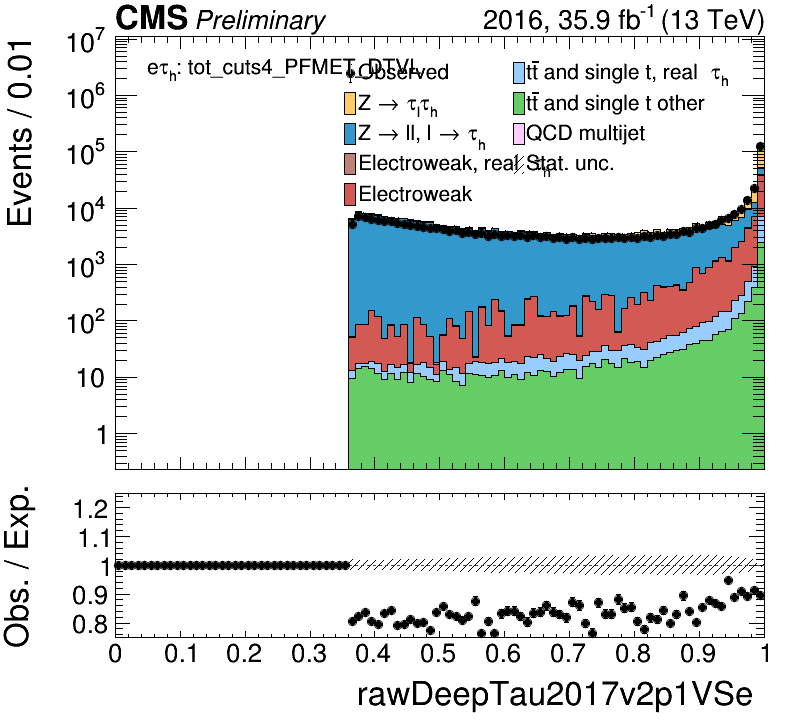 CMS Preliminary 2016, 35.9 fb⁻¹ (13 TeV)
eτₕ: tot_cuts4_PFMET_DTVL
Observed
tt̄ and single t, real τₕ
Z → τₗτₕ
tt̄ and single t other
Z → ll, l → τₕ
QCD multijet
Electroweak, real τₕ
Stat. unc.
Electroweak
Events / 0.01
10⁷
10⁶
10⁵
10⁴
10³
10²
10
1
Obs. / Exp.
1.2
1.1
1
0.9
0.8
0 0.1 0.2 0.3 0.4 0.5 0.6 0.7 0.8 0.9 1
rawDeepTau2017v2p1VSe